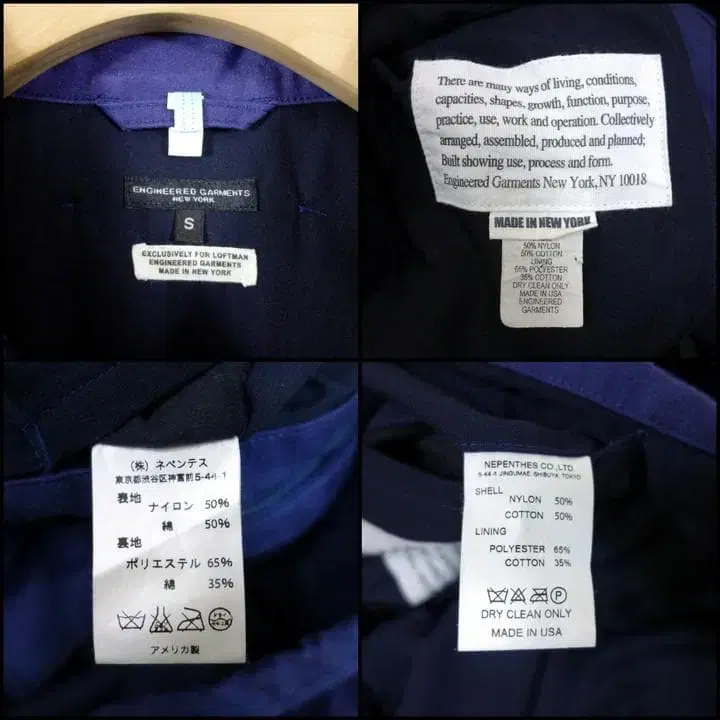 ENGINEERED GARMENTS
NEW YORK
S
EXCLUSIVELY FOR LOFTMAN
ENGINEERED GARMENTS
MADE IN NEW YORK
There are many ways of living, conditions,
capacities, shapes, growth, function, purpose,
practice, use, work and operation. Collectively
arranged, assembled, produced and planned;
Built showing use, process and form.
Engineered Garments New York, NY 10018
MADE IN NEW YORK
50% NYLON
50% COTTON
LINING
65% POLYESTER
35% COTTON
DRY CLEAN ONLY
MADE IN USA
ENGINEERED
GARMENTS
(株) ネペンテス
東京都渋谷区神宮前5-44-1
表地
ナイロン 50%
綿 50%
裏地
ポリエステル 65%
綿 35%
アメリカ製
NEPENTHES CO.,LTD.
5-44-1 JINGUMAE, SHIBUYA, TOKYO
SHELL
NYLON 50%
COTTON 50%
LINING
POLYESTER 65%
COTTON 35%
P
DRY CLEAN ONLY
MADE IN USA